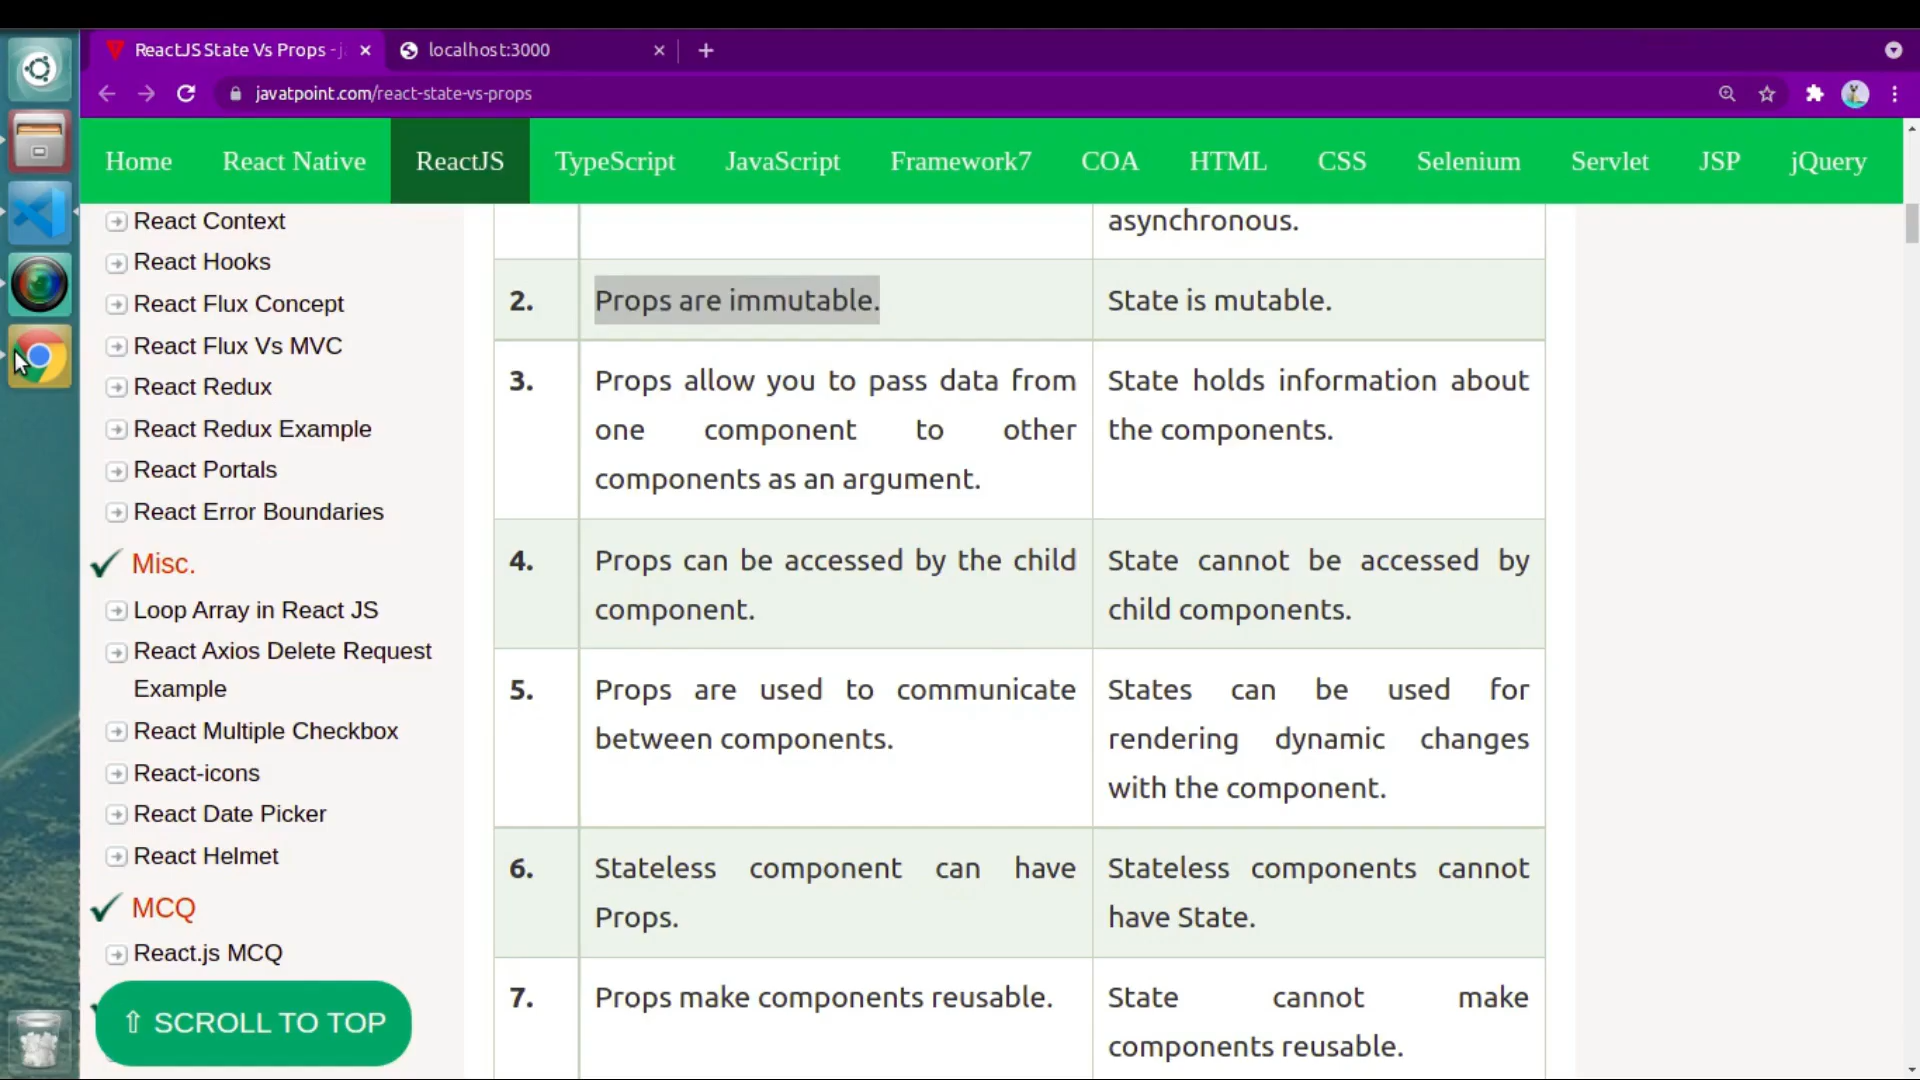 ReactJS State Vs Props - j
localhost:3000
javatpoint.com/react-state-vs-props
Home React Native ReactJS TypeScript JavaScript Framework7 COA HTML CSS Selenium Servlet JSP jQuery
React Context
React Hooks
React Flux Concept
React Flux Vs MVC
React Redux
React Redux Example
React Portals
React Error Boundaries
Misc.
Loop Array in React JS
React Axios Delete Request
Example
React Multiple Checkbox
React-icons
React Date Picker
React Helmet
MCQ
React.js MCQ
⇧ SCROLL TO TOP
asynchronous.
2.
Props are immutable.
State is mutable.
3.
Props allow you to pass data from
one component to other
components as an argument.
State holds information about
the components.
4.
Props can be accessed by the child
component.
State cannot be accessed by
child components.
5.
Props are used to communicate
between components.
States can be used for
rendering dynamic changes
with the component.
6.
Stateless component can have
Props.
Stateless components cannot
have State.
7.
Props make components reusable.
State cannot make
components reusable.